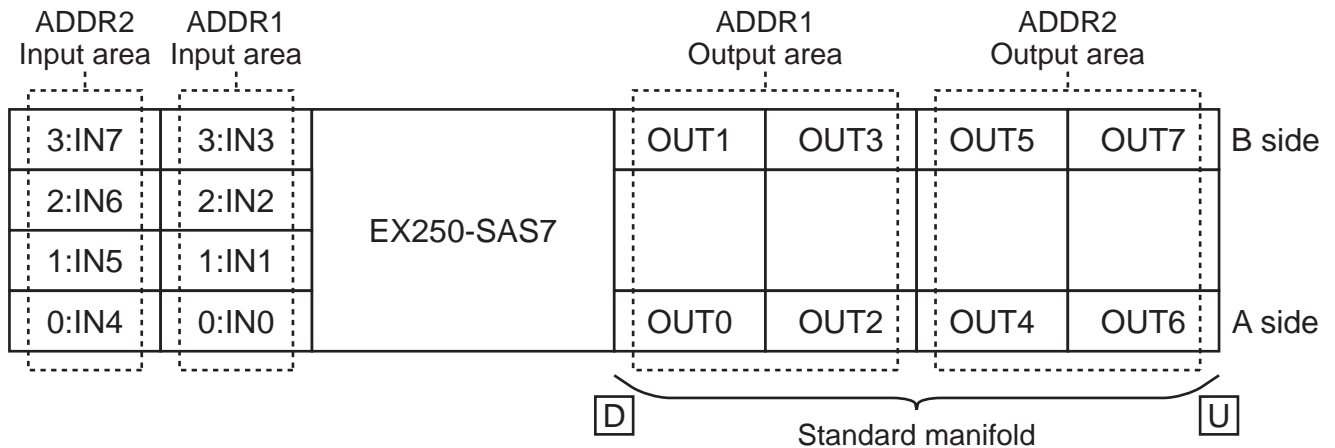 ADDR2 ADDR1 ADDR1 ADDR2
Input area Input area Output area Output area
3:IN7 3:IN3 OUT1 OUT3 OUT5 OUT7 B side
2:IN6 2:IN2
EX250-SAS7
1:IN5 1:IN1
0:IN4 0:IN0 OUT0 OUT2 OUT4 OUT6 A side
D U
Standard manifold